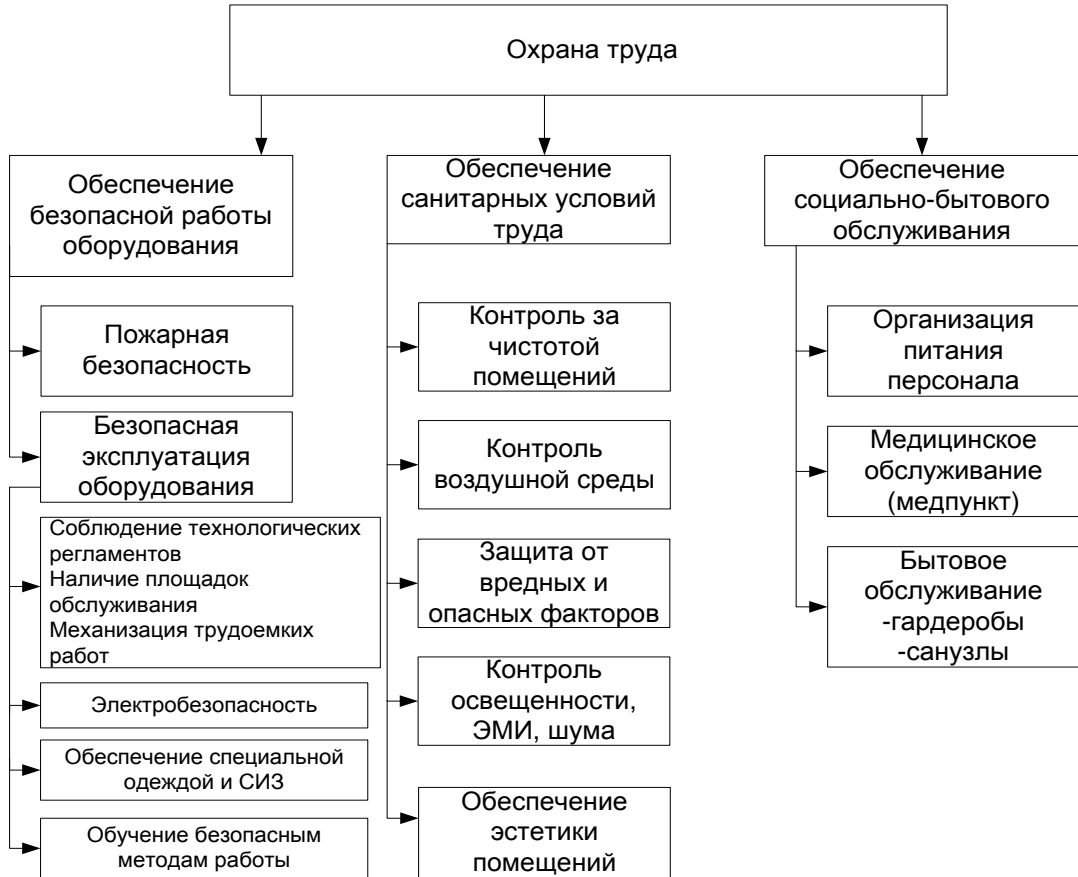 Охрана труда
Обеспечение
безопасной работы
оборудования
Пожарная
безопасность
Безопасная
эксплуатация
оборудования
Соблюдение технологических
регламентов
Наличие площадок
обслуживания
Механизация трудоемких
работ
Электробезопасность
Обеспечение специальной
одеждой и СИЗ
Обучение безопасным
методам работы
Обеспечение
санитарных условий
труда
Контроль за
чистотой
помещений
Контроль
воздушной среды
Защита от
вредных и
опасных факторов
Контроль
освещенности,
ЭМИ, шума
Обеспечение
эстетики
помещений
Обеспечение
социально-бытового
обслуживания
Организация
питания
персонала
Медицинское
обслуживание
(медпункт)
Бытовое
обслуживание
-гардеробы
-санузлы